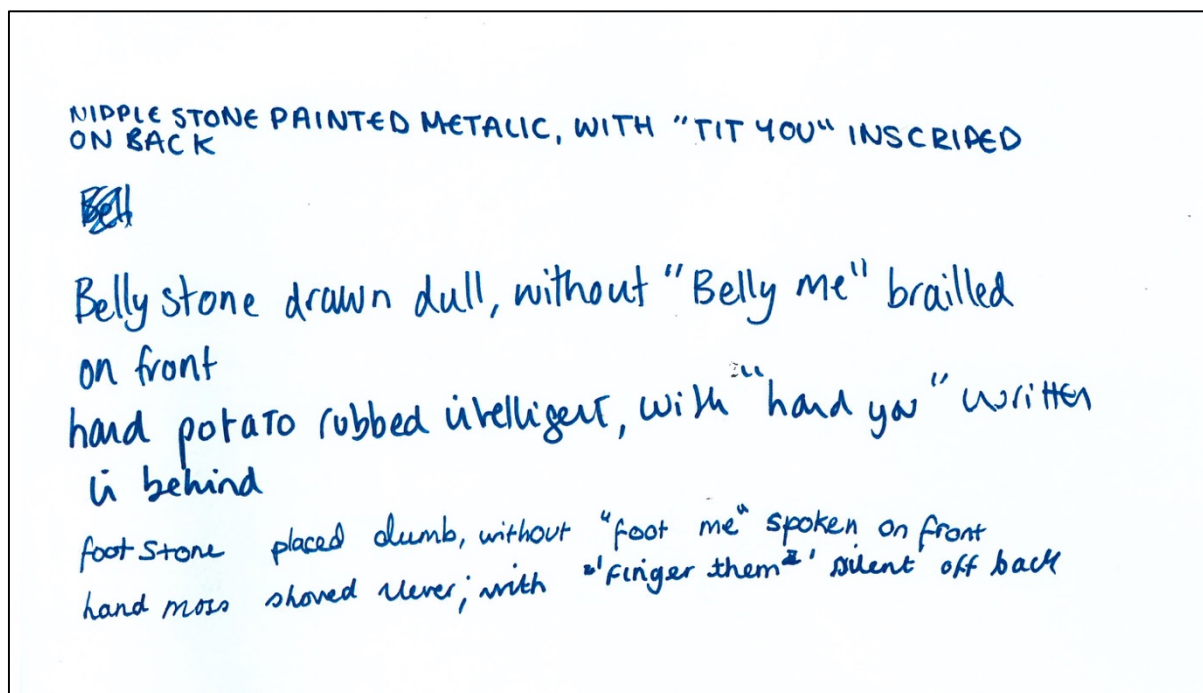 NIPPLE STONE PAINTED METALIC, WITH "TIT YOU" INSCRIPED
ON BACK
Belly stone drawn dull, without "Belly me" brailled
on front
hand potato rubbed intelligent, with "hand you" written
in behind
foot stone placed dumb, without "foot me" spoken on front
hand moss shoved clever; with "finger them" silent off back